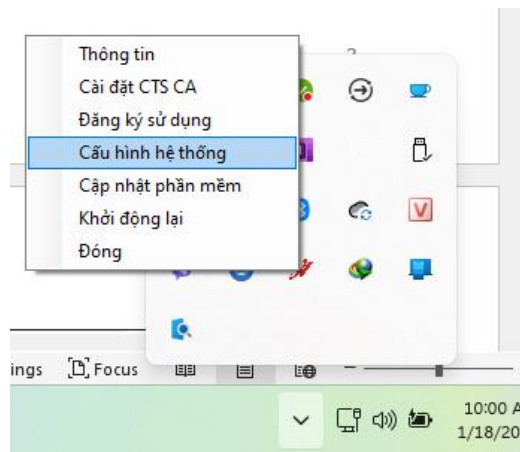 Thông tin
Cài đặt CTS CA
Đăng ký sử dụng
Cấu hình hệ thống
Cập nhật phần mềm
Khởi động lại
Đóng
ings Focus
10:00 A
1/18/20